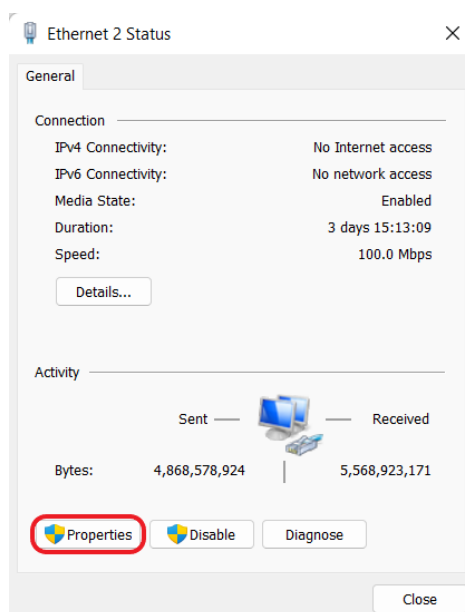 Ethernet 2 Status
General
Connection
IPv4 Connectivity: No Internet access
IPv6 Connectivity: No network access
Media State: Enabled
Duration: 3 days 15:13:09
Speed: 100.0 Mbps
Details...
Activity
Sent Received
Bytes: 4,868,578,924 5,568,923,171
Properties Disable Diagnose
Close